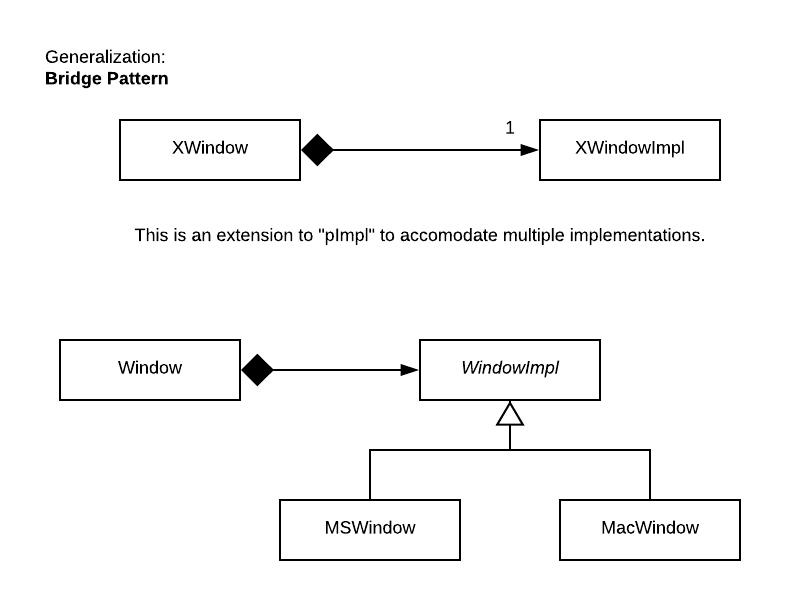 Generalization:
Bridge Pattern
1
XWindow
XWindowImpl
This is an extension to "pImpl" to accomodate multiple implementations.
Window
WindowImpl
MSWindow
MacWindow